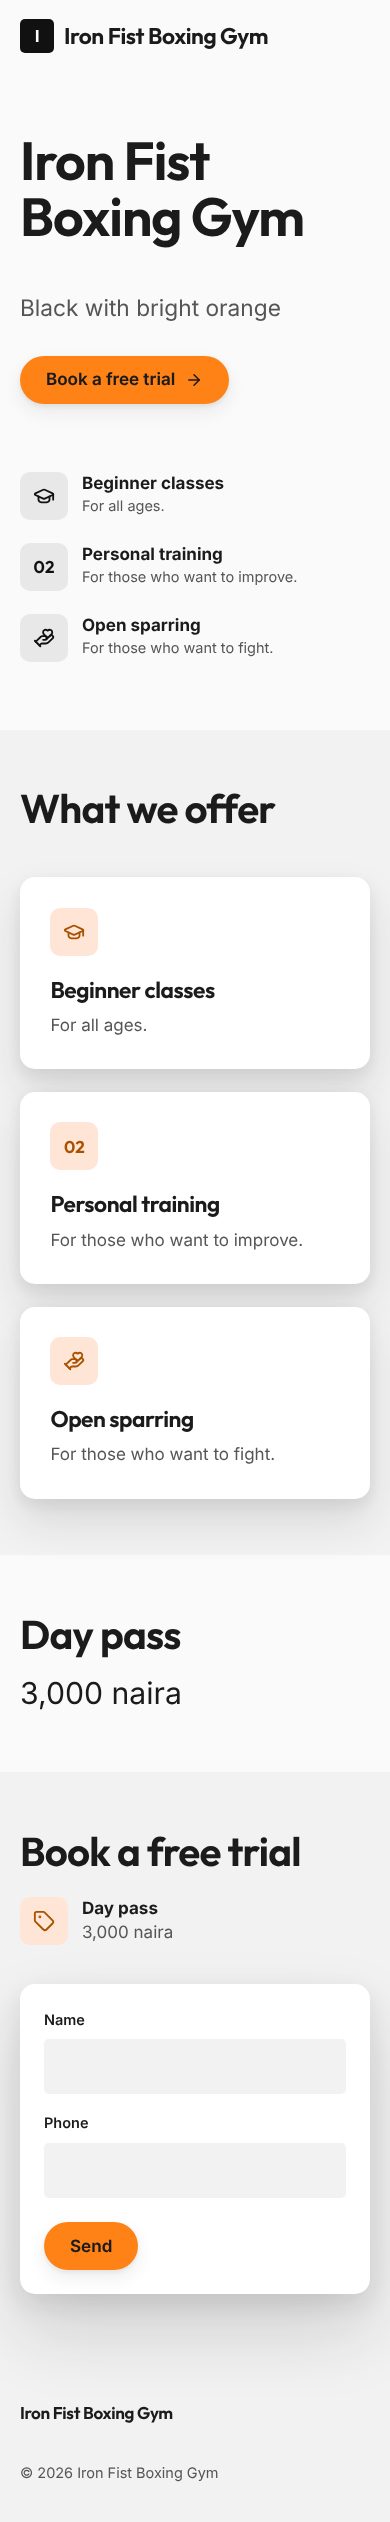 I
Iron Fist Boxing Gym
Iron Fist
Boxing Gym
Black with bright orange
Book a free trial
Beginner classes
For all ages.
02
Personal training
For those who want to improve.
Open sparring
For those who want to fight.
What we offer
Beginner classes
For all ages.
02
Personal training
For those who want to improve.
Open sparring
For those who want to fight.
Day pass
3,000 naira
Book a free trial
Day pass
3,000 naira
Name
Phone
Send
Iron Fist Boxing Gym
© 2026 Iron Fist Boxing Gym